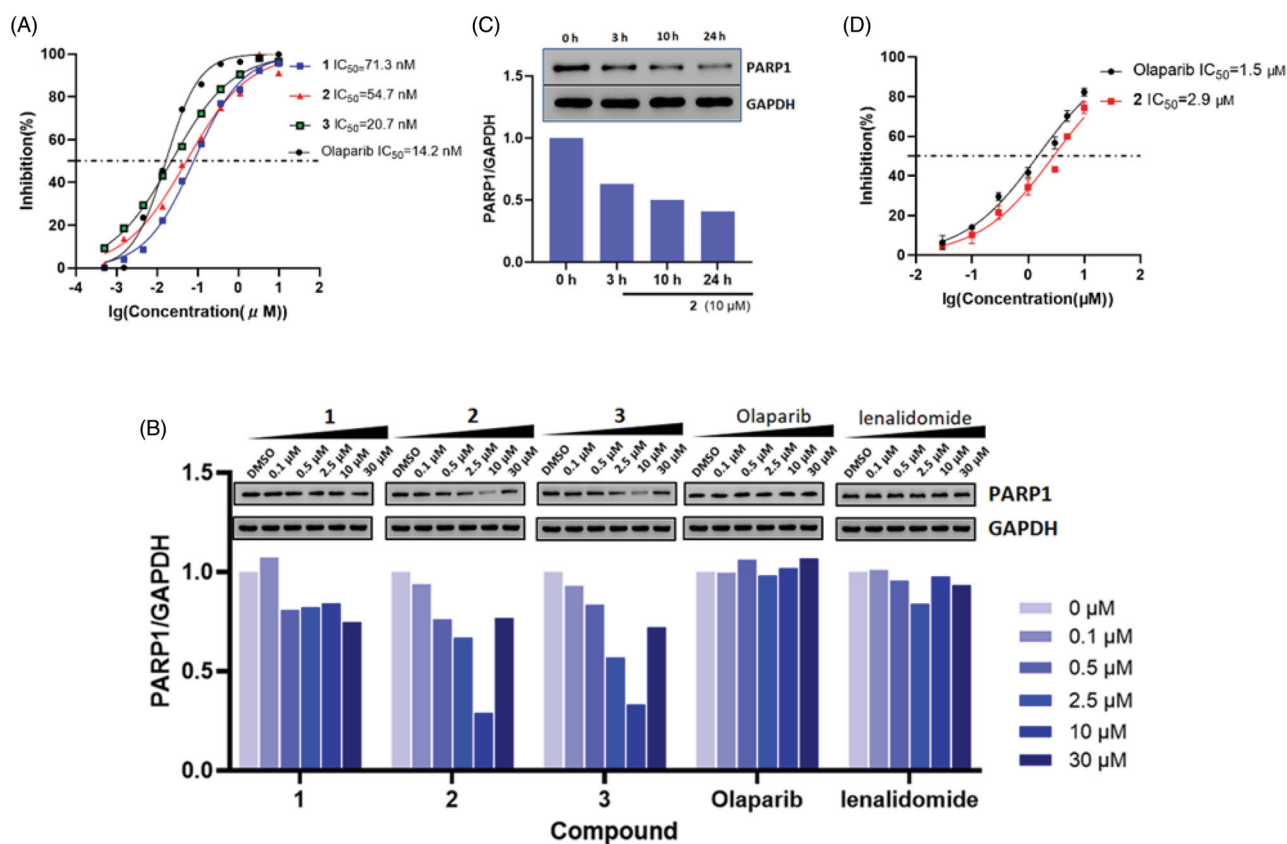 (A)
100
80
60
40
20
0
Inhibition(%)
-4 -3 -2 -1 0 1 2
lg(Concentration( μ M))
1 IC50=71.3 nM
2 IC50=54.7 nM
3 IC50=20.7 nM
Olaparib IC50=14.2 nM
(C)
0 h 3 h 10 h 24 h
PARP1
GAPDH
1.5
1.0
0.5
0.0
PARP1/GAPDH
0 h 3 h 10 h 24 h
2 (10 μM)
(D)
100
80
60
40
20
0
Inhibition(%)
-2 -1 0 1 2
lg(Concentration(μM))
Olaparib IC50=1.5 μM
2 IC50=2.9 μM
(B)
1 2 3 Olaparib lenalidomide
DMSO 0.1 μM 0.5 μM 2.5 μM 10 μM 30 μM DMSO 0.1 μM 0.5 μM 2.5 μM 10 μM 30 μM DMSO 0.1 μM 0.5 μM 2.5 μM 10 μM 30 μM DMSO 0.1 μM 0.5 μM 2.5 μM 10 μM 30 μM DMSO 0.1 μM 0.5 μM 2.5 μM 10 μM 30 μM
PARP1
GAPDH
1.5
1.0
0.5
0.0
PARP1/GAPDH
1 2 3 Olaparib lenalidomide
Compound
0 μM
0.1 μM
0.5 μM
2.5 μM
10 μM
30 μM